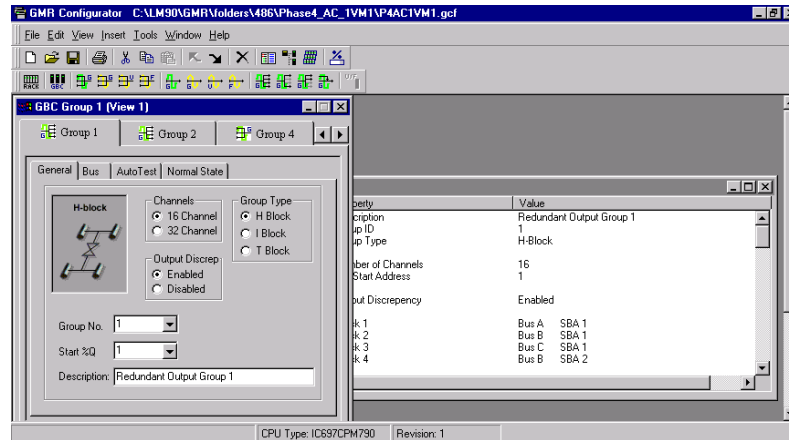 GMR Configurator C:\LM90\GMR\folders\486\Phase4_AC_1VM1\P4AC1VM1.gcf
File Edit View Insert Tools Window Help
RACK GBC
GBC Group 1 (View 1)
Group 1 Group 2 Group 4
General Bus AutoTest Normal State
H-block
Channels
16 Channel
32 Channel
Group Type
H Block
I Block
T Block
Output Discrep
Enabled
Disabled
Group No. 1
Start %Q 1
Description: Redundant Output Group 1
perty Value
cription Redundant Output Group 1
up ID 1
up Type H-Block
ber of Channels 16
Start Address 1
out Discrepency Enabled
k 1 Bus A SBA 1
k 2 Bus B SBA 1
k 3 Bus C SBA 1
k 4 Bus B SBA 2
CPU Type: IC697CPM790 Revision: 1